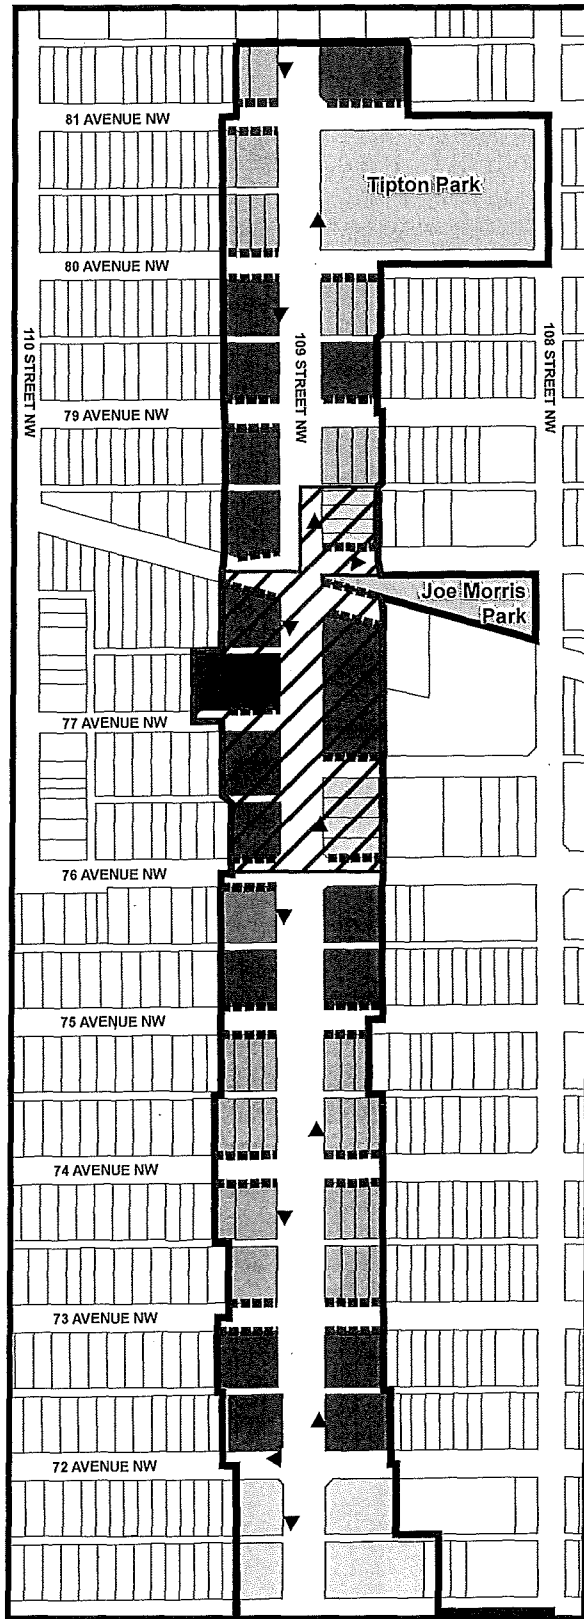 81 AVENUE NW
Tipton Park
80 AVENUE NW
110 STREET NW
109 STREET NW
108 STREET NW
79 AVENUE NW
Joe Morris
Park
77 AVENUE NW
76 AVENUE NW
75 AVENUE NW
74 AVENUE NW
73 AVENUE NW
72 AVENUE NW